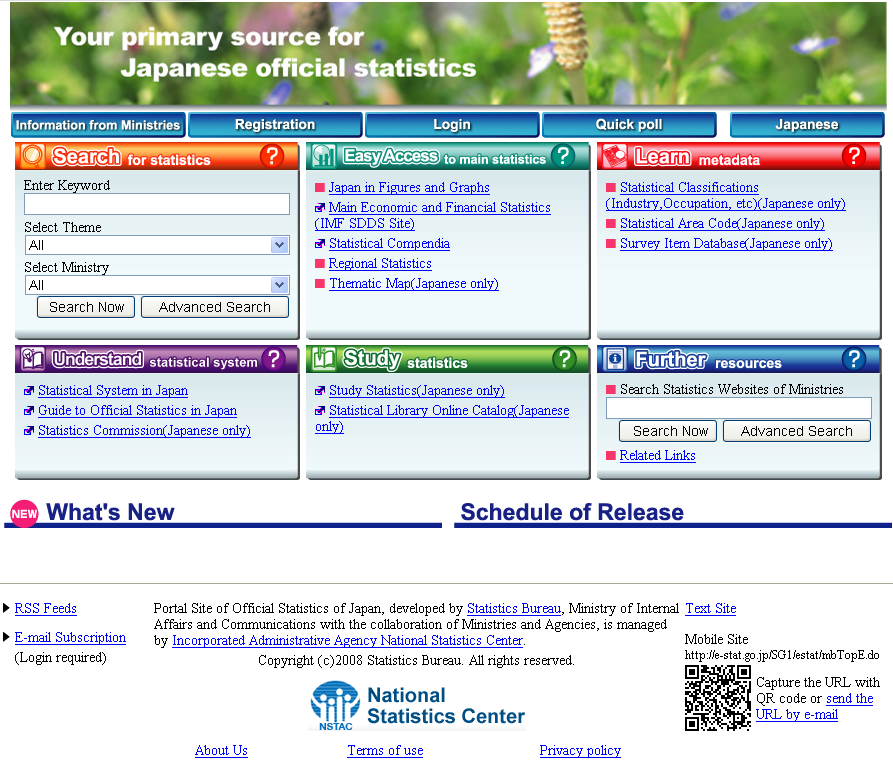 Your primary source for
Japanese official statistics
Information from Ministries
Registration
Login
Quick poll
Japanese
Search for statistics ?
Enter Keyword
Select Theme
All
Select Ministry
All
Search Now Advanced Search
EasyAccess to main statistics ?
Japan in Figures and Graphs
Main Economic and Financial Statistics
(IMF SDDS Site)
Statistical Compendia
Regional Statistics
Thematic Map(Japanese only)
Learn metadata ?
Statistical Classifications
(Industry,Occupation, etc)(Japanese only)
Statistical Area Code(Japanese only)
Survey Item Database(Japanese only)
Understand statistical system ?
Statistical System in Japan
Guide to Official Statistics in Japan
Statistics Commission(Japanese only)
Study statistics ?
Study Statistics(Japanese only)
Statistical Library Online Catalog(Japanese
only)
Further resources ?
Search Statistics Websites of Ministries
Search Now Advanced Search
Related Links
NEW What's New
Schedule of Release
RSS Feeds
E-mail Subscription
(Login required)
Portal Site of Official Statistics of Japan, developed by Statistics Bureau, Ministry of Internal
Affairs and Communications with the collaboration of Ministries and Agencies, is managed
by Incorporated Administrative Agency National Statistics Center.
Copyright (c)2008 Statistics Bureau. All rights reserved.
NSTAC
National
Statistics Center
About Us
Terms of use
Privacy policy
Text Site
Mobile Site
http://e-stat.go.jp/SG1/estat/mbTopE.do
Capture the URL with
QR code or send the
URL by e-mail